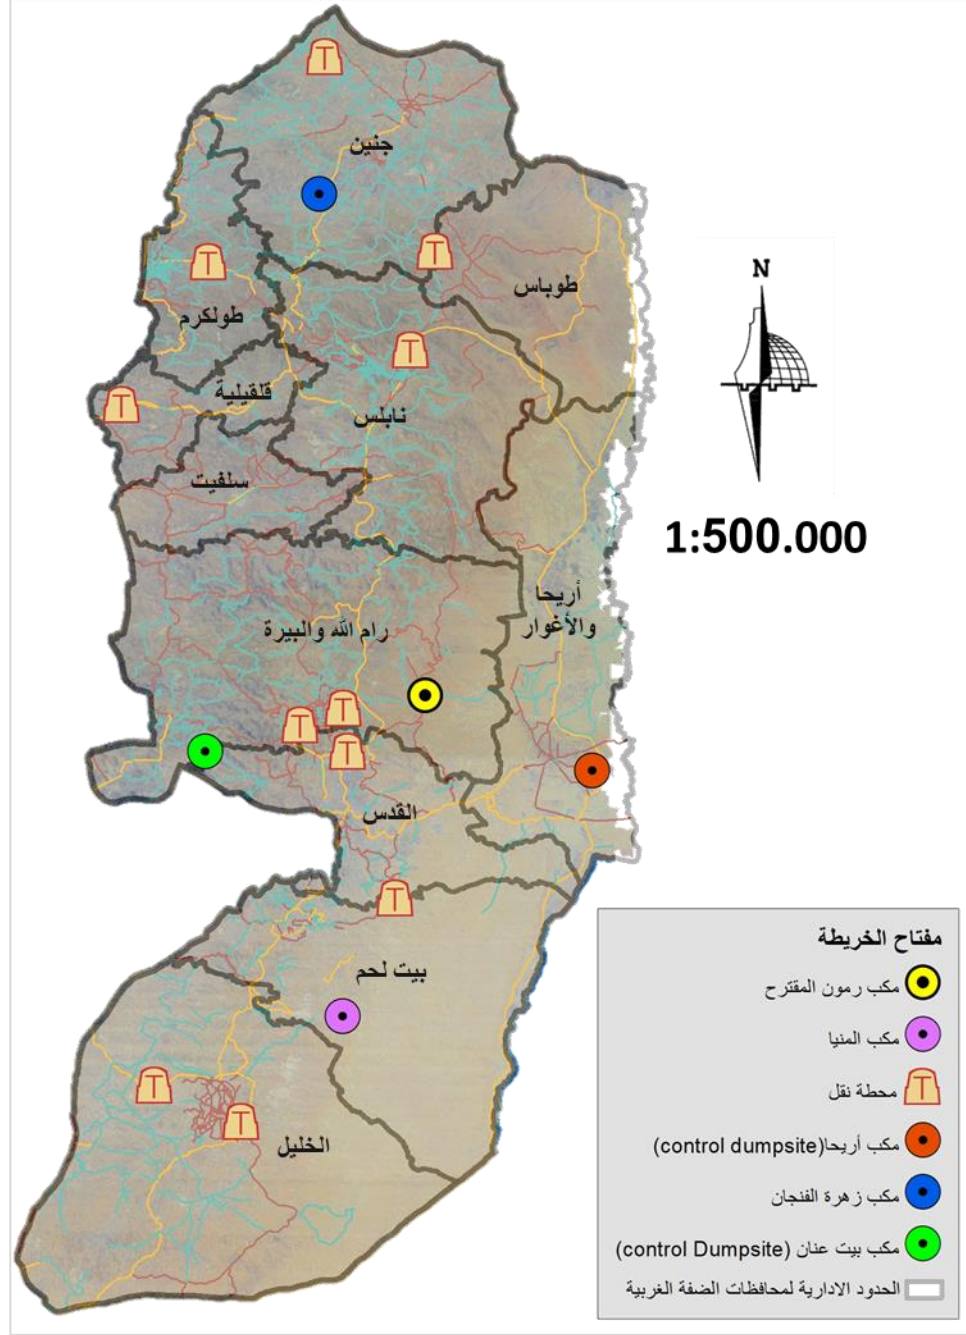 T
جنين
T
T
طوباس
طولكرم
T
قلقيلية
T
نابلس
سلفيت
N
1:500.000
أريحا
والأغوار
رام الله والبيرة
T
T
T
القدس
T
بيت لحم
T
T
الخليل
مفتاح الخريطة
مكب رمون المقترح
مكب المنيا
T محطة نقل
مكب أريحا(control dumpsite)
مكب زهرة الفنجان
مكب بيت عنان (control Dumpsite)
الحدود الادارية لمحافظات الضفة الغربية